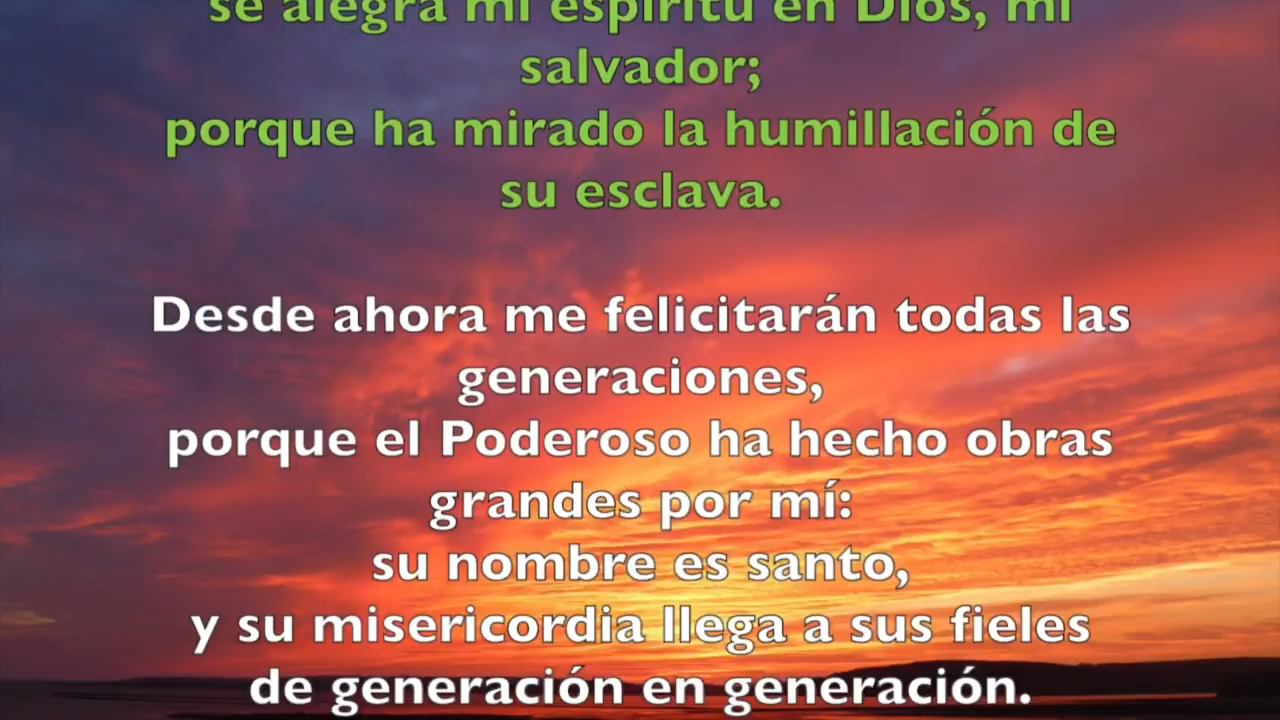 se alegra mi espíritu en Dios, mi
salvador;
porque ha mirado la humillación de
su esclava.
Desde ahora me felicitarán todas las
generaciones,
porque el Poderoso ha hecho obras
grandes por mí:
su nombre es santo,
y su misericordia llega a sus fieles
de generación en generación.